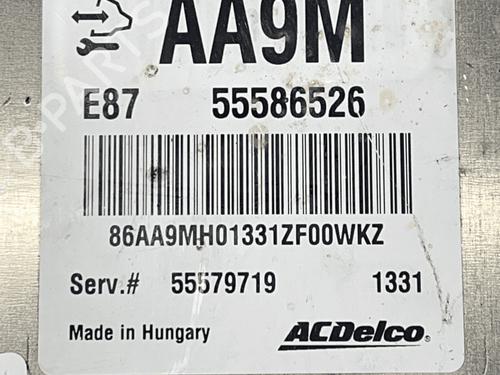 AA9M
E87 55586526
86AA9MH01331ZF00WKZ
Serv.# 55579719 1331
Made in Hungary ACDelco